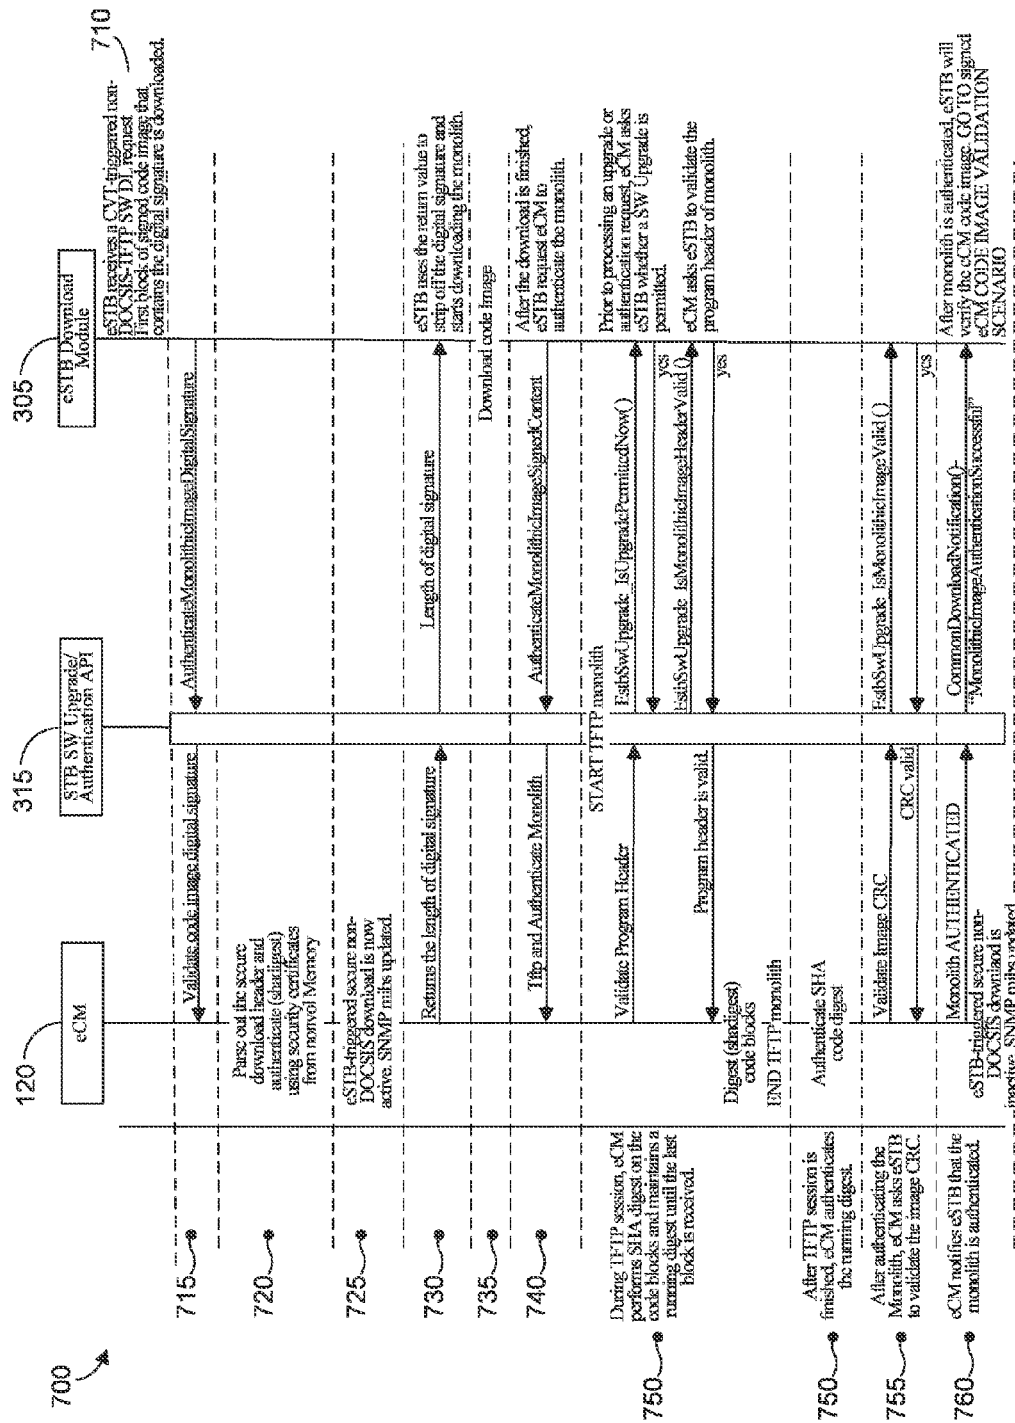 700
120
315
305
710
eCM
STB SW Upgrade/
Authentication API
eSTB Download
Module
eSTB receives a CVT-triggered non-
DOCSIS-TFTP SW DL request
First block of signed code image that
contains the digital signature is downloaded.
715
Validate code image digital signature
AuthenticateMonolithicImageDigitalSignature
720
Parse out the secure
download header and
authenticate (shadigest)
using security certificates
from nonvol Memory
725
eSTB-triggered secure non-
DOCSIS download is now
active. SNMP mibs updated.
730
Returns the length of digital signature
Length of digital signature
eSTB uses the return value to
strip off the digital signature and
starts downloading the monolith.
735
Download code Image
740
Tftp and Authenticate Monolith
AuthenticateMonolithicImageSignedContent
After the download is finished,
eSTB request eCM to
authenticate the monolith.
START TFTP monolith
750
During TFTP session, eCM
performs SHA digest on the
code blocks and maintains a
running digest until the last
block is received.
Validate Program Header
EstbSwUpgrade_IsUpgradePermittedNow()
yes
Prior to processing an upgrade or
authentication request, eCM asks
eSTB whether a SW Upgrade is
permitted.
EstbSwUpgrade_IsMonolithicImageHeaderValid ()
eCM asks eSTB to validate the
program header of monolith.
Program header is valid.
yes
Digest (shadigest)
code blocks
END TFTP monolith
750
After TFTP session is
finished, eCM authenticates
the running digest.
Authenticate SHA
code digest
755
After authenticating the
Monolith, eCM asks eSTB
to validate the image CRC.
Validate Image CRC
EstbSwUpgrade_IsMonolithicImageValid ()
CRC valid
yes
760
eCM notifies eSTB that the
monolith is authenticated.
Monolith AUTHENTICATED
eSTB-triggered secure non-
DOCSIS download is
inactive. SNMP mibs updated.
CommonDownloadNotification()-
"MonolithicImageAuthenticationSuccessful"
After monolith is authenticated, eSTB will
verify the eCM code image. GO TO signed
eCM CODE IMAGE VALIDATION
SCENARIO